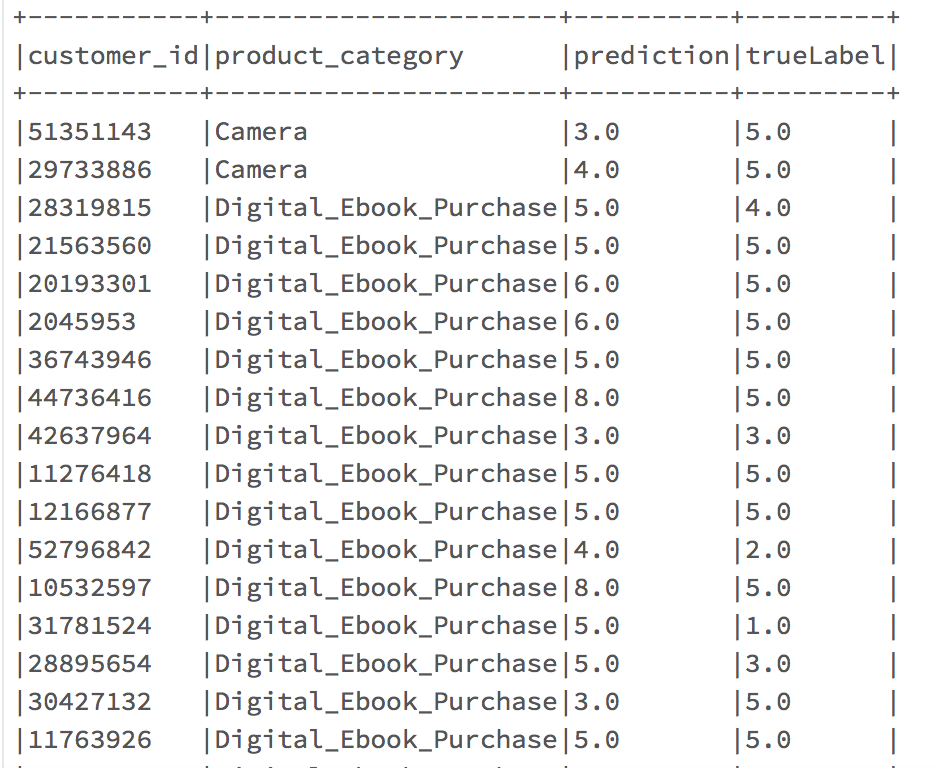 +-----------+----------------------+----------+---------+
|customer_id|product_category      |prediction|trueLabel|
+-----------+----------------------+----------+---------+
|51351143   |Camera                |3.0       |5.0      |
|29733886   |Camera                |4.0       |5.0      |
|28319815   |Digital_Ebook_Purchase|5.0       |4.0      |
|21563560   |Digital_Ebook_Purchase|5.0       |5.0      |
|20193301   |Digital_Ebook_Purchase|6.0       |5.0      |
|2045953    |Digital_Ebook_Purchase|6.0       |5.0      |
|36743946   |Digital_Ebook_Purchase|5.0       |5.0      |
|44736416   |Digital_Ebook_Purchase|8.0       |5.0      |
|42637964   |Digital_Ebook_Purchase|3.0       |3.0      |
|11276418   |Digital_Ebook_Purchase|5.0       |5.0      |
|12166877   |Digital_Ebook_Purchase|5.0       |5.0      |
|52796842   |Digital_Ebook_Purchase|4.0       |2.0      |
|10532597   |Digital_Ebook_Purchase|8.0       |5.0      |
|31781524   |Digital_Ebook_Purchase|5.0       |1.0      |
|28895654   |Digital_Ebook_Purchase|5.0       |3.0      |
|30427132   |Digital_Ebook_Purchase|3.0       |5.0      |
|11763926   |Digital_Ebook_Purchase|5.0       |5.0      |